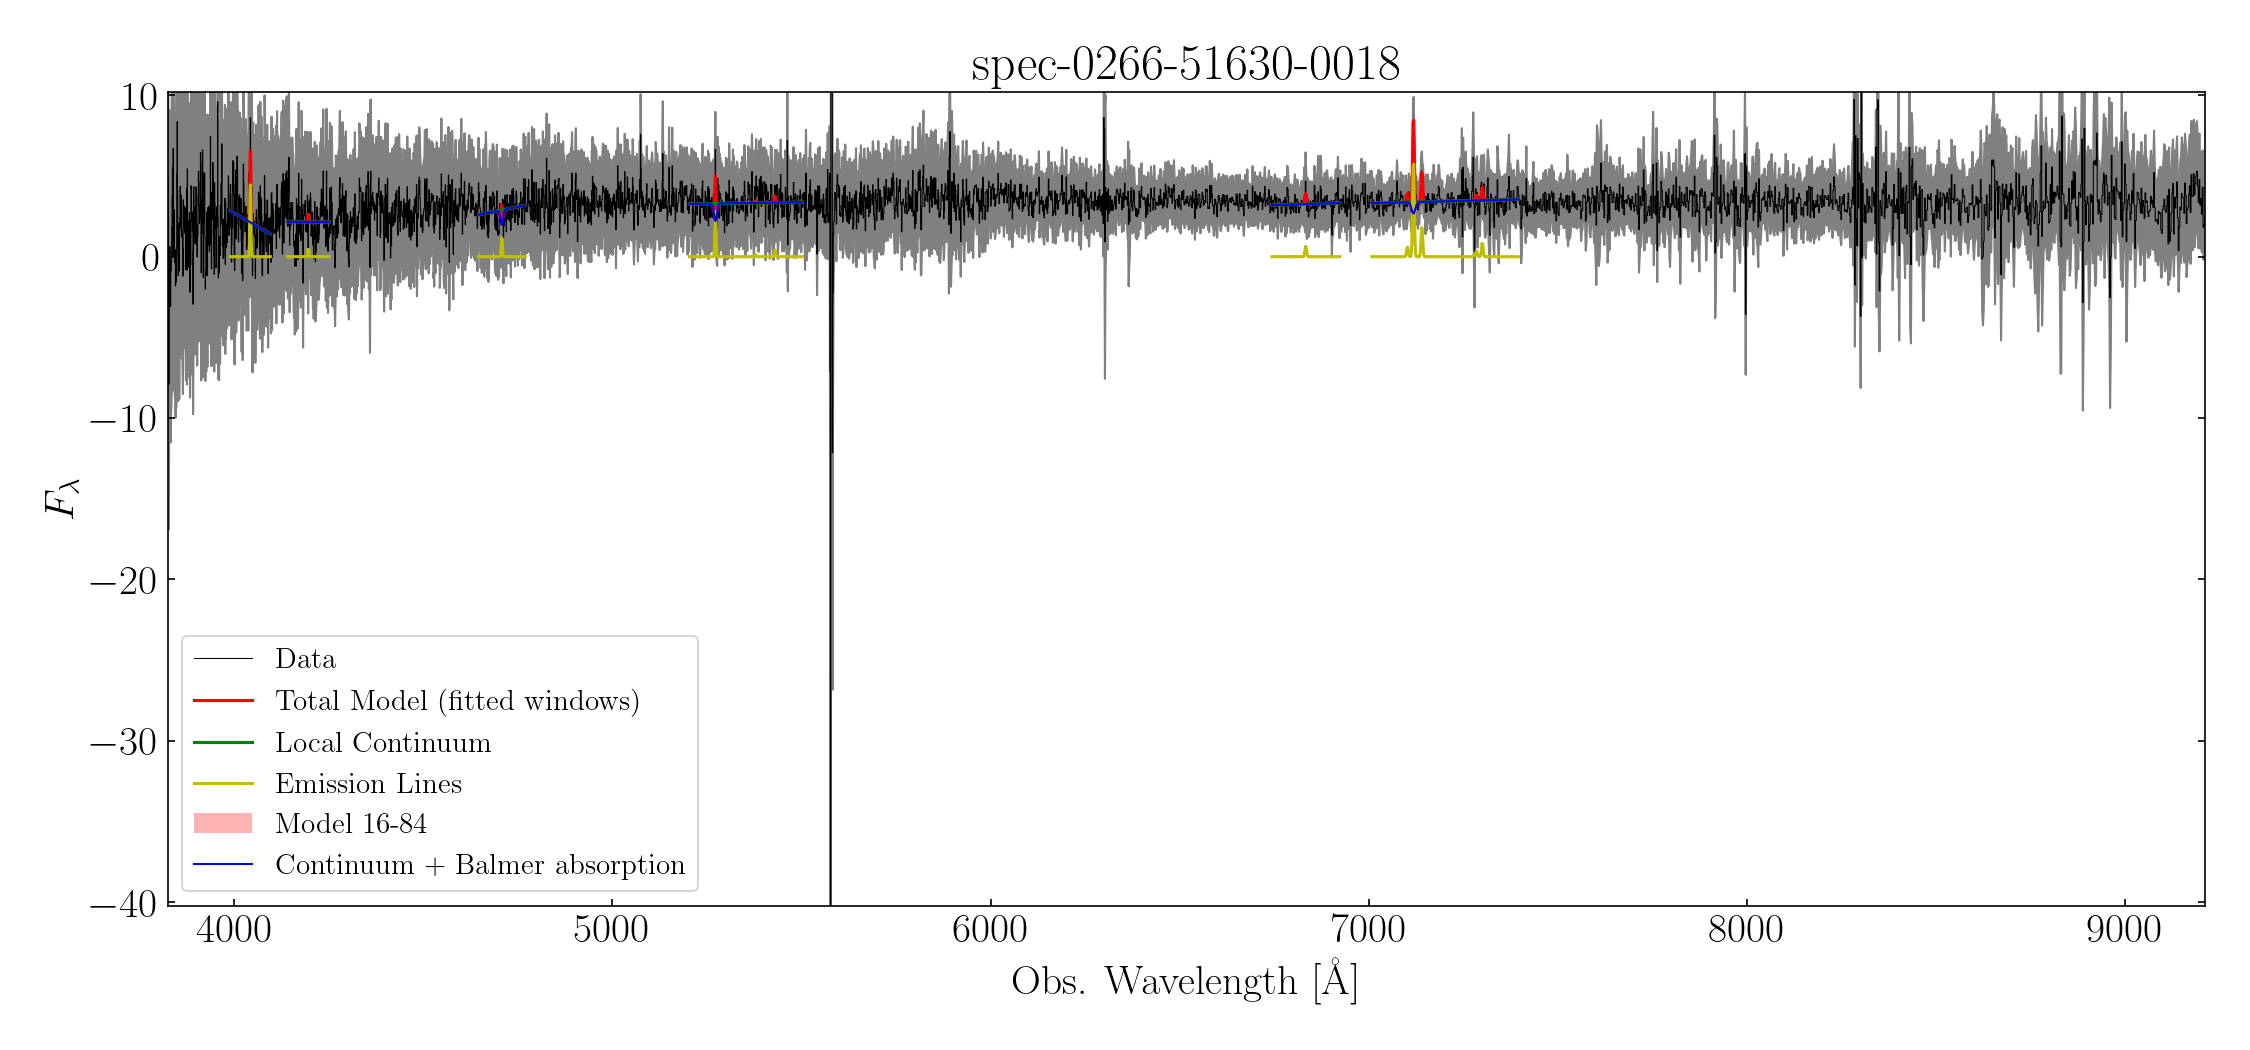 spec-0266-51630-0018
10
0
−10
−20
−30
−40
F_λ
Data
Total Model (fitted windows)
Local Continuum
Emission Lines
Model 16-84
Continuum + Balmer absorption
4000 5000 6000 7000 8000 9000
Obs. Wavelength [Å]